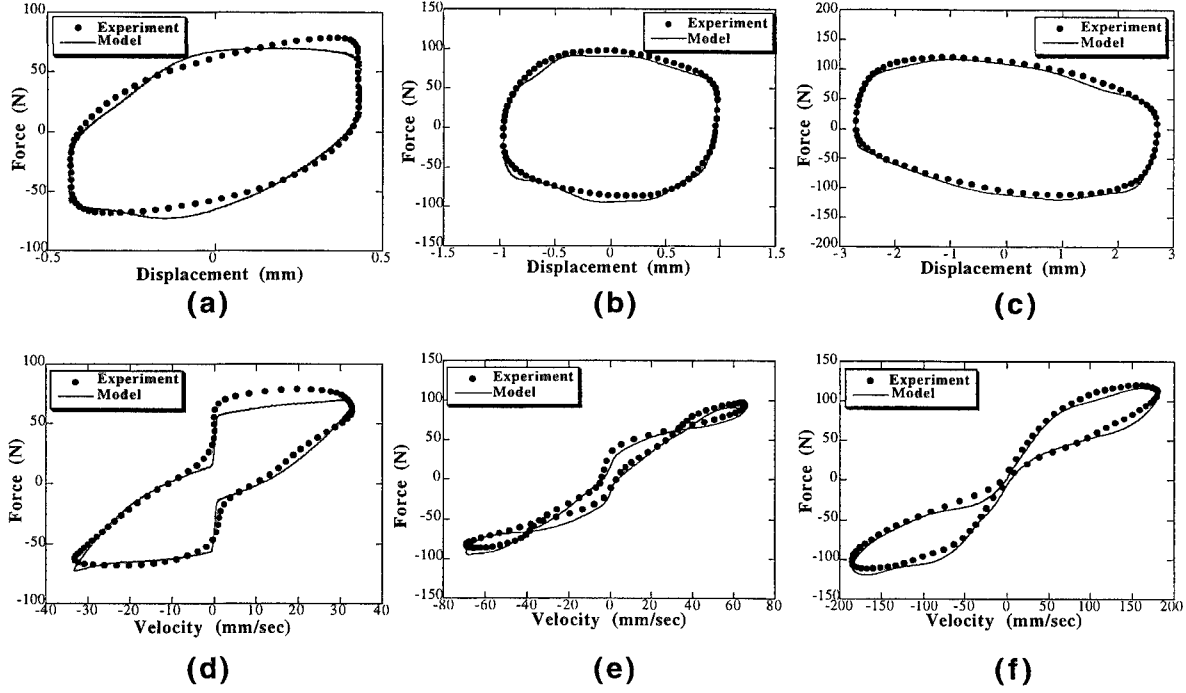 Experiment
Model
100
50
0
-50
-100
Force (N)
-0.5 0 0.5
Displacement (mm)
(a)
Experiment
Model
150
100
50
0
-50
-100
-150
Force (N)
-1.5 -1 -0.5 0 0.5 1 1.5
Displacement (mm)
(b)
Experiment
Model
200
150
100
50
0
-50
-100
-150
-200
Force (N)
-3 -2 -1 0 1 2 3
Displacement (mm)
(c)
Experiment
Model
100
50
0
-50
-100
Force (N)
-40 -30 -20 -10 0 10 20 30 40
Velocity (mm/sec)
(d)
Experiment
Model
150
100
50
0
-50
-100
-150
Force (N)
-80 -60 -40 -20 0 20 40 60 80
Velocity (mm/sec)
(e)
Experiment
Model
150
100
50
0
-50
-100
-150
Force (N)
-200 -150 -100 -50 0 50 100 150 200
Velocity (mm/sec)
(f)